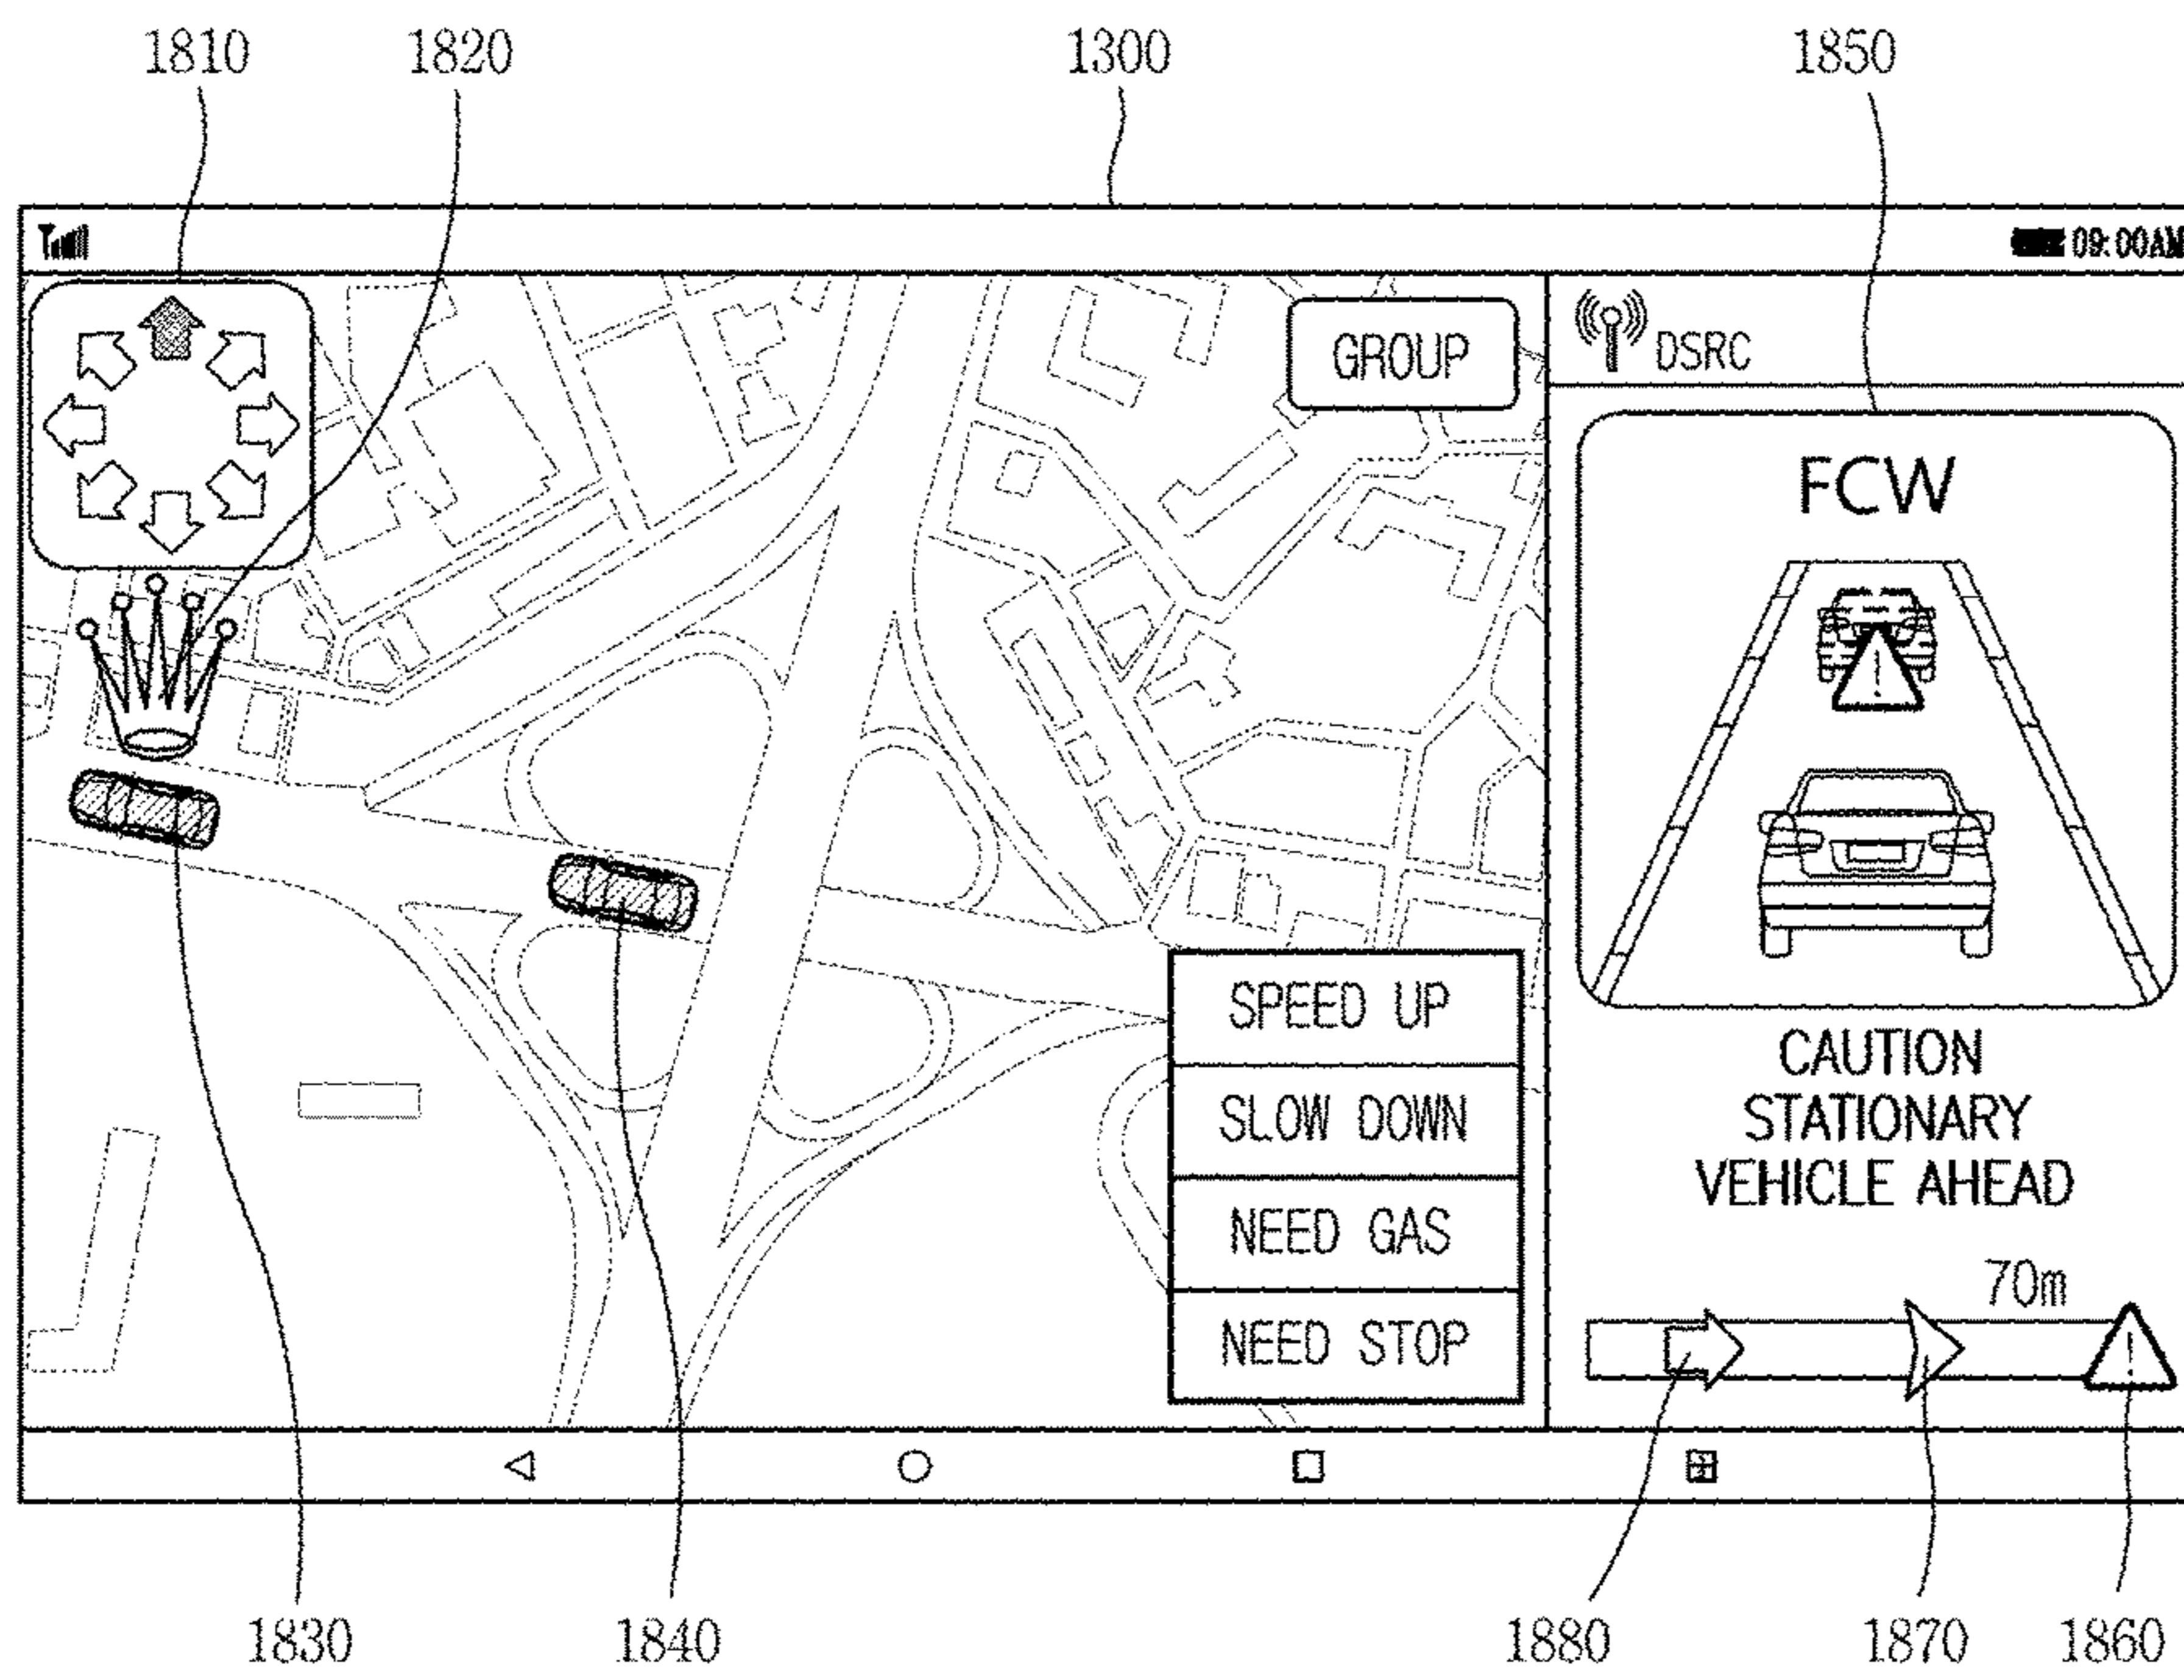 1810 1820 1300 1850
09:00AM
GROUP
DSRC
FCW
SPEED UP
SLOW DOWN
NEED GAS
NEED STOP
CAUTION
STATIONARY
VEHICLE AHEAD
70m
1830 1840 1880 1870 1860